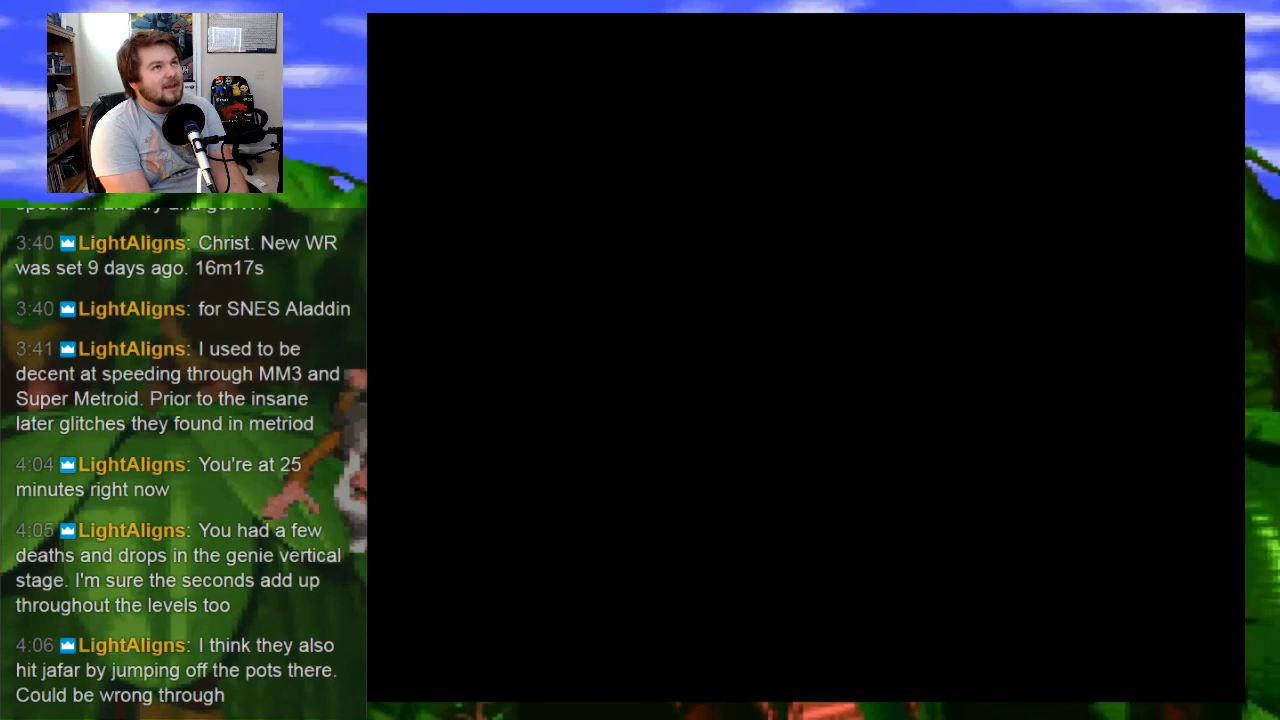 3:40 LightAligns: Christ. New WR
was set 9 days ago. 16m17s
3:40 LightAligns: for SNES Aladdin
3:41 LightAligns: I used to be
decent at speeding through MM3 and
Super Metroid. Prior to the insane
later glitches they found in metriod
4:04 LightAligns: You're at 25
minutes right now
4:05 LightAligns: You had a few
deaths and drops in the genie vertical
stage. I'm sure the seconds add up
throughout the levels too
4:06 LightAligns: I think they also
hit jafar by jumping off the pots there.
Could be wrong through